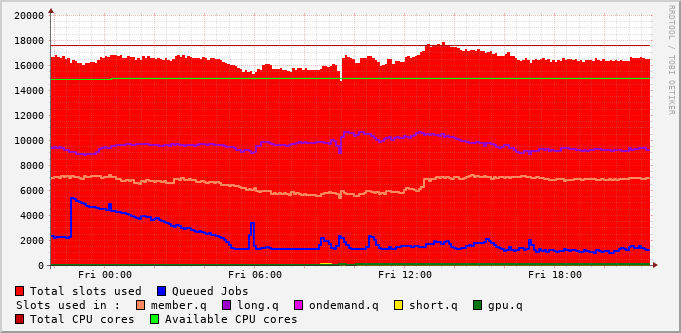 20000
18000
16000
14000
12000
10000
8000
6000
4000
2000
0
Fri 00:00 Fri 06:00 Fri 12:00 Fri 18:00
Total slots used Queued Jobs
Slots used in : member.q long.q ondemand.q short.q gpu.q
Total CPU cores Available CPU cores
RRDTOOL / TOBI OETIKER